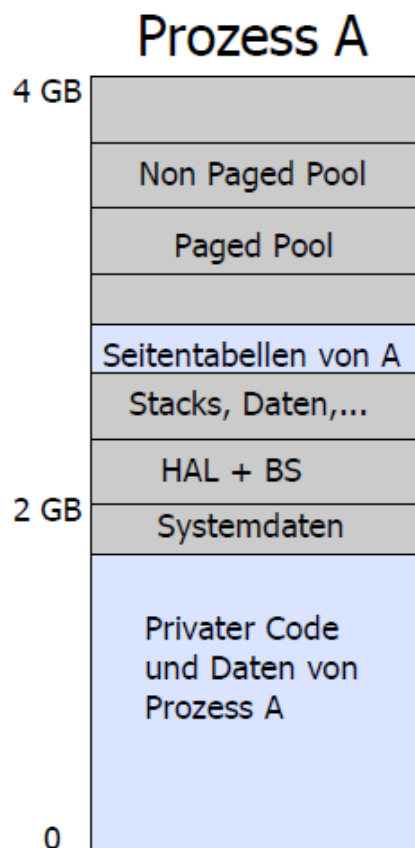 Prozess A
4 GB
Non Paged Pool
Paged Pool
Seitentabellen von A
Stacks, Daten,...
HAL + BS
2 GB
Systemdaten
Privater Code
und Daten von
Prozess A
0